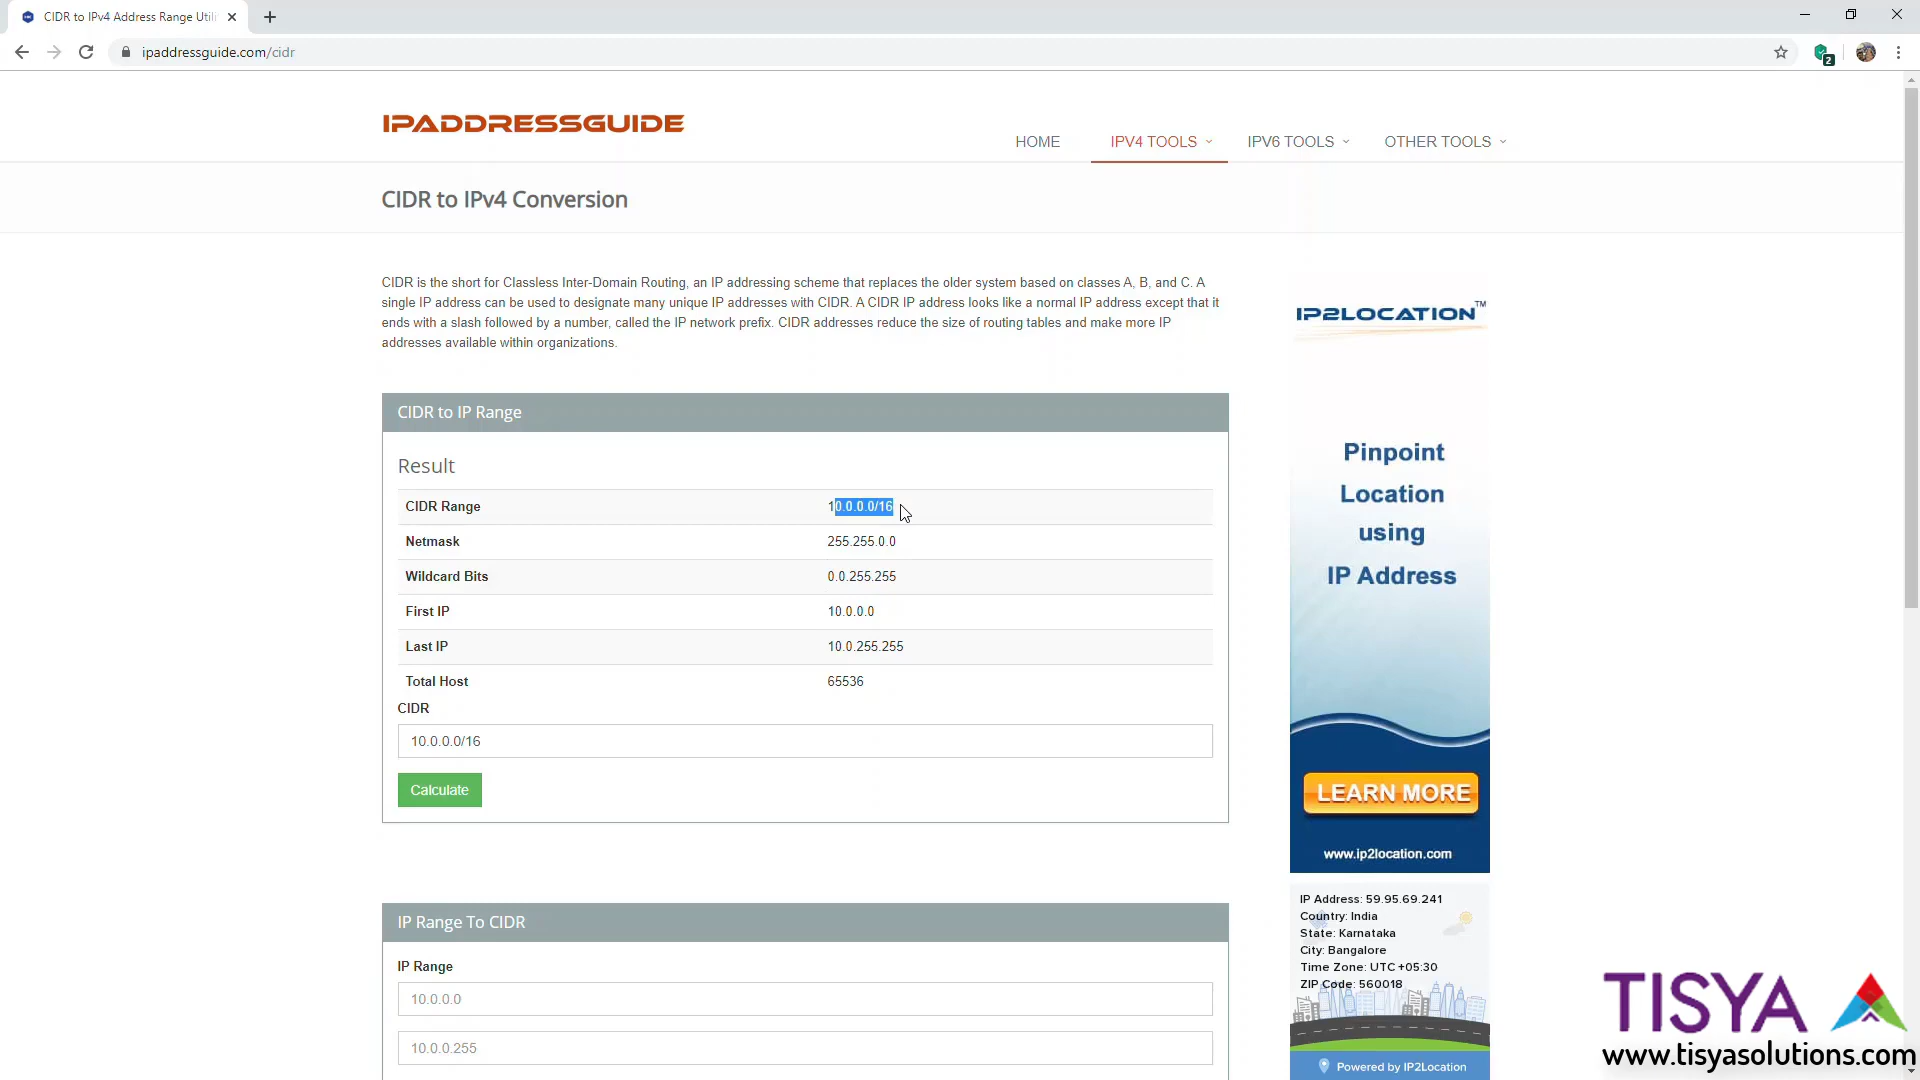 CIDR to IPv4 Address Range Utili
ipaddressguide.com/cidr
2
IPADDRESSGUIDE
HOME
IPV4 TOOLS
IPV6 TOOLS
OTHER TOOLS
CIDR to IPv4 Conversion
CIDR is the short for Classless Inter-Domain Routing, an IP addressing scheme that replaces the older system based on classes A, B, and C. A
single IP address can be used to designate many unique IP addresses with CIDR. A CIDR IP address looks like a normal IP address except that it
ends with a slash followed by a number, called the IP network prefix. CIDR addresses reduce the size of routing tables and make more IP
addresses available within organizations.
CIDR to IP Range
Result
CIDR Range 10.0.0.0/16
Netmask 255.255.0.0
Wildcard Bits 0.0.255.255
First IP 10.0.0.0
Last IP 10.0.255.255
Total Host 65536
CIDR
10.0.0.0/16
Calculate
IP Range To CIDR
IP Range
10.0.0.0
10.0.0.255
IP2LOCATION™
Pinpoint
Location
using
IP Address
LEARN MORE
www.ip2location.com
IP Address: 59.95.69.241
Country: India
State: Karnataka
City: Bangalore
Time Zone: UTC +05:30
ZIP Code: 560018
Powered by IP2Location
TISYA
www.tisyasolutions.com